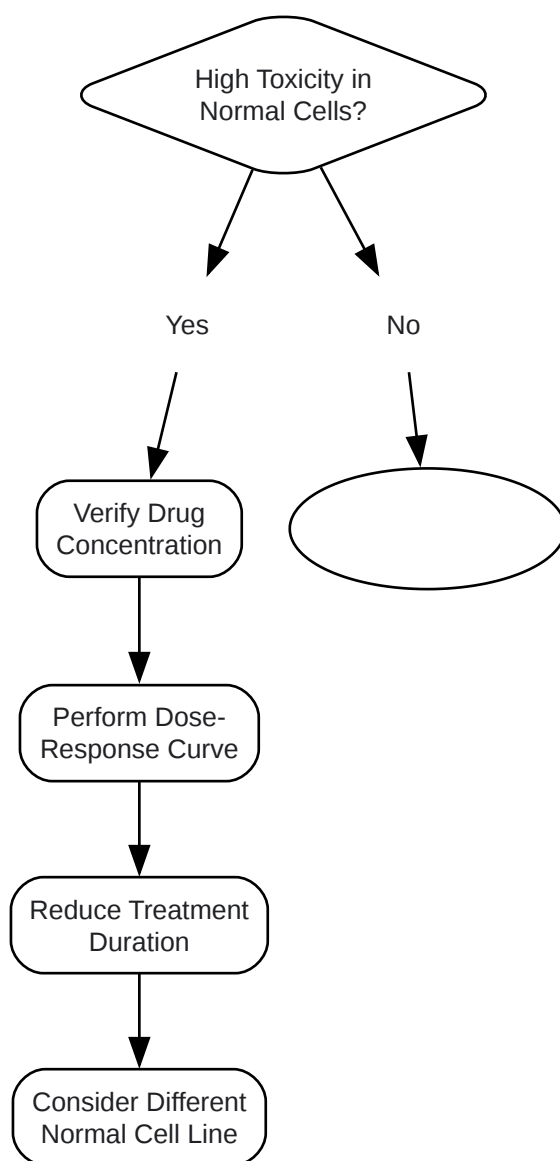 High Toxicity in
Normal Cells?
Yes
No
Verify Drug
Concentration
Perform Dose-
Response Curve
Reduce Treatment
Duration
Consider Different
Normal Cell Line